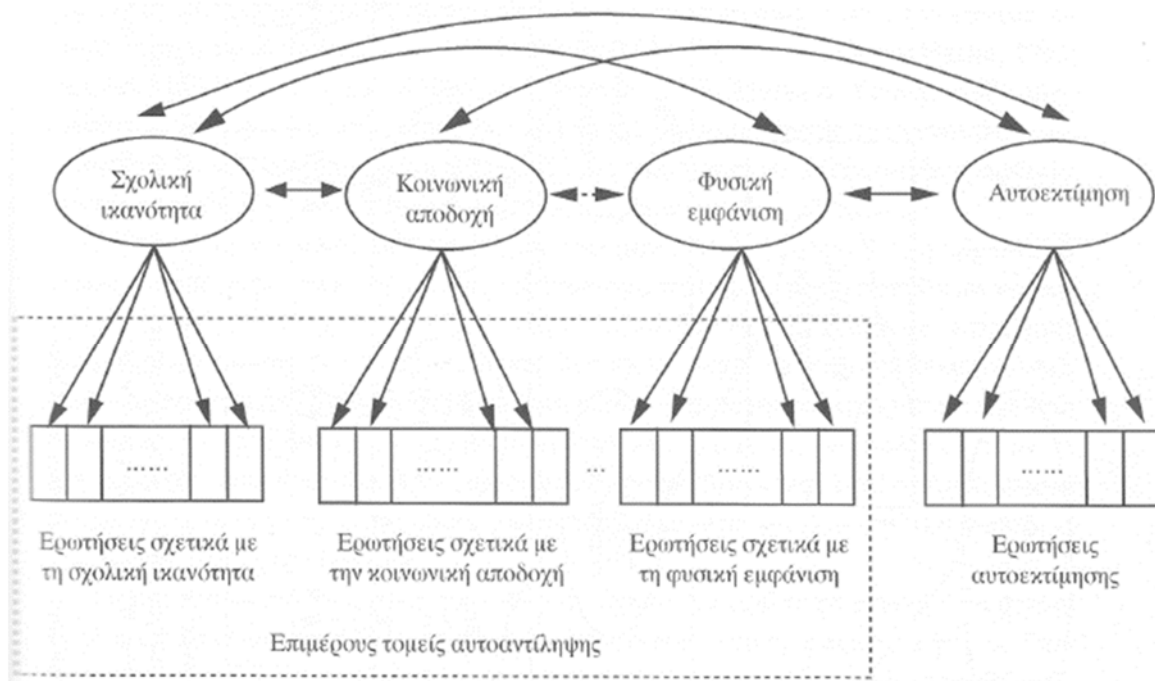 Σχολική
ικανότητα
Κοινωνική
αποδοχή
Φυσική
εμφάνιση
Αυτοεκτίμηση
......
......
...
......
......
Ερωτήσεις σχετικά με
τη σχολική ικανότητα
Ερωτήσεις σχετικά με
την κοινωνική αποδοχή
Ερωτήσεις σχετικά με
τη φυσική εμφάνιση
Ερωτήσεις
αυτοεκτίμησης
Επιμέρους τομείς αυτοαντίληψης